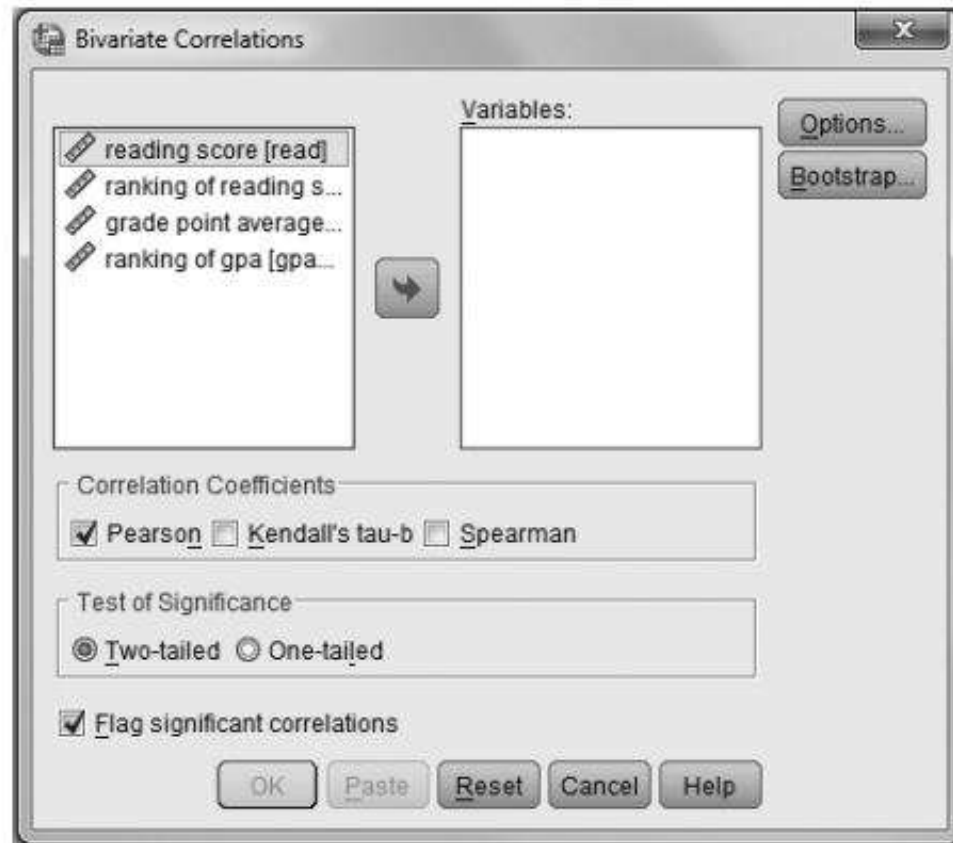 Bivariate Correlations
Variables:
reading score [read]
ranking of reading s...
grade point average...
ranking of gpa [gpa...
Options...
Bootstrap...
Correlation Coefficients
Pearson Kendall's tau-b Spearman
Test of Significance
Two-tailed One-tailed
Flag significant correlations
OK Paste Reset Cancel Help